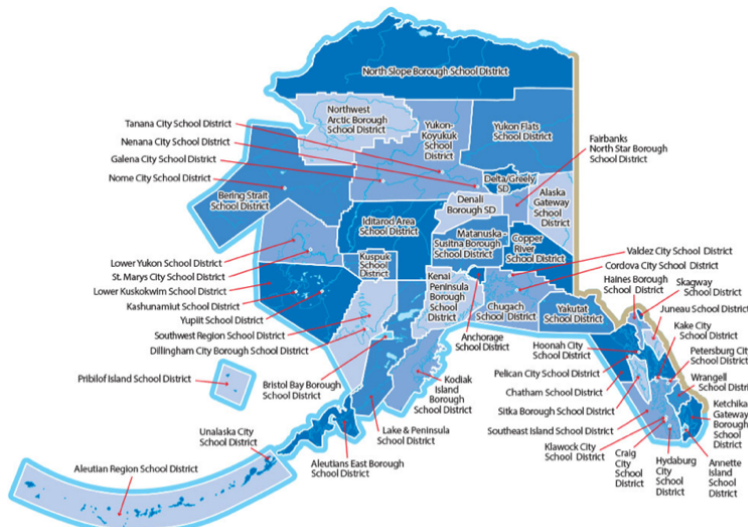 North Slope Borough School District
Northwest
Arctic Borough
School District
Yukon-
Koyukuk
School
District
Yukon Flats
School District
Tanana City School District
Nenana City School District
Galena City School District
Nome City School District
Bering Strait
School District
Fairbanks
North Star Borough
School District
Delta/Greely
SD
Denali
Borough SD
Alaska
Gateway
School
District
Iditarod Area
School District
Matanuska-
Susitna Borough
School District
Copper
River
School District
Lower Yukon School District
St. Marys City School District
Lower Kuskokwim School District
Kashunamiut School District
Yupiit School District
Southwest Region School District
Dillingham City Borough School District
Kuspuk
School
District
Kenai
Peninsula
Borough
School
District
Chugach
School District
Yakutat
School District
Anchorage
School District
Valdez City School District
Cordova City School District
Haines Borough
School District
Skagway
School District
Juneau School District
Kake City
School District
Petersburg City
School District
Wrangell
School District
Ketchikan
Gateway
Borough
School
District
Hoonah City
School District
Pelican City School District
Chatham School District
Sitka Borough School District
Southeast Island School District
Klawock City
School District
Craig
City
School
District
Hydaburg
City
School
District
Annette
Island
School District
Pribilof Island School District
Bristol Bay Borough
School District
Kodiak
Island
Borough
School
District
Lake & Peninsula
School District
Unalaska City
School District
Aleutians East Borough
School District
Aleutian Region School District